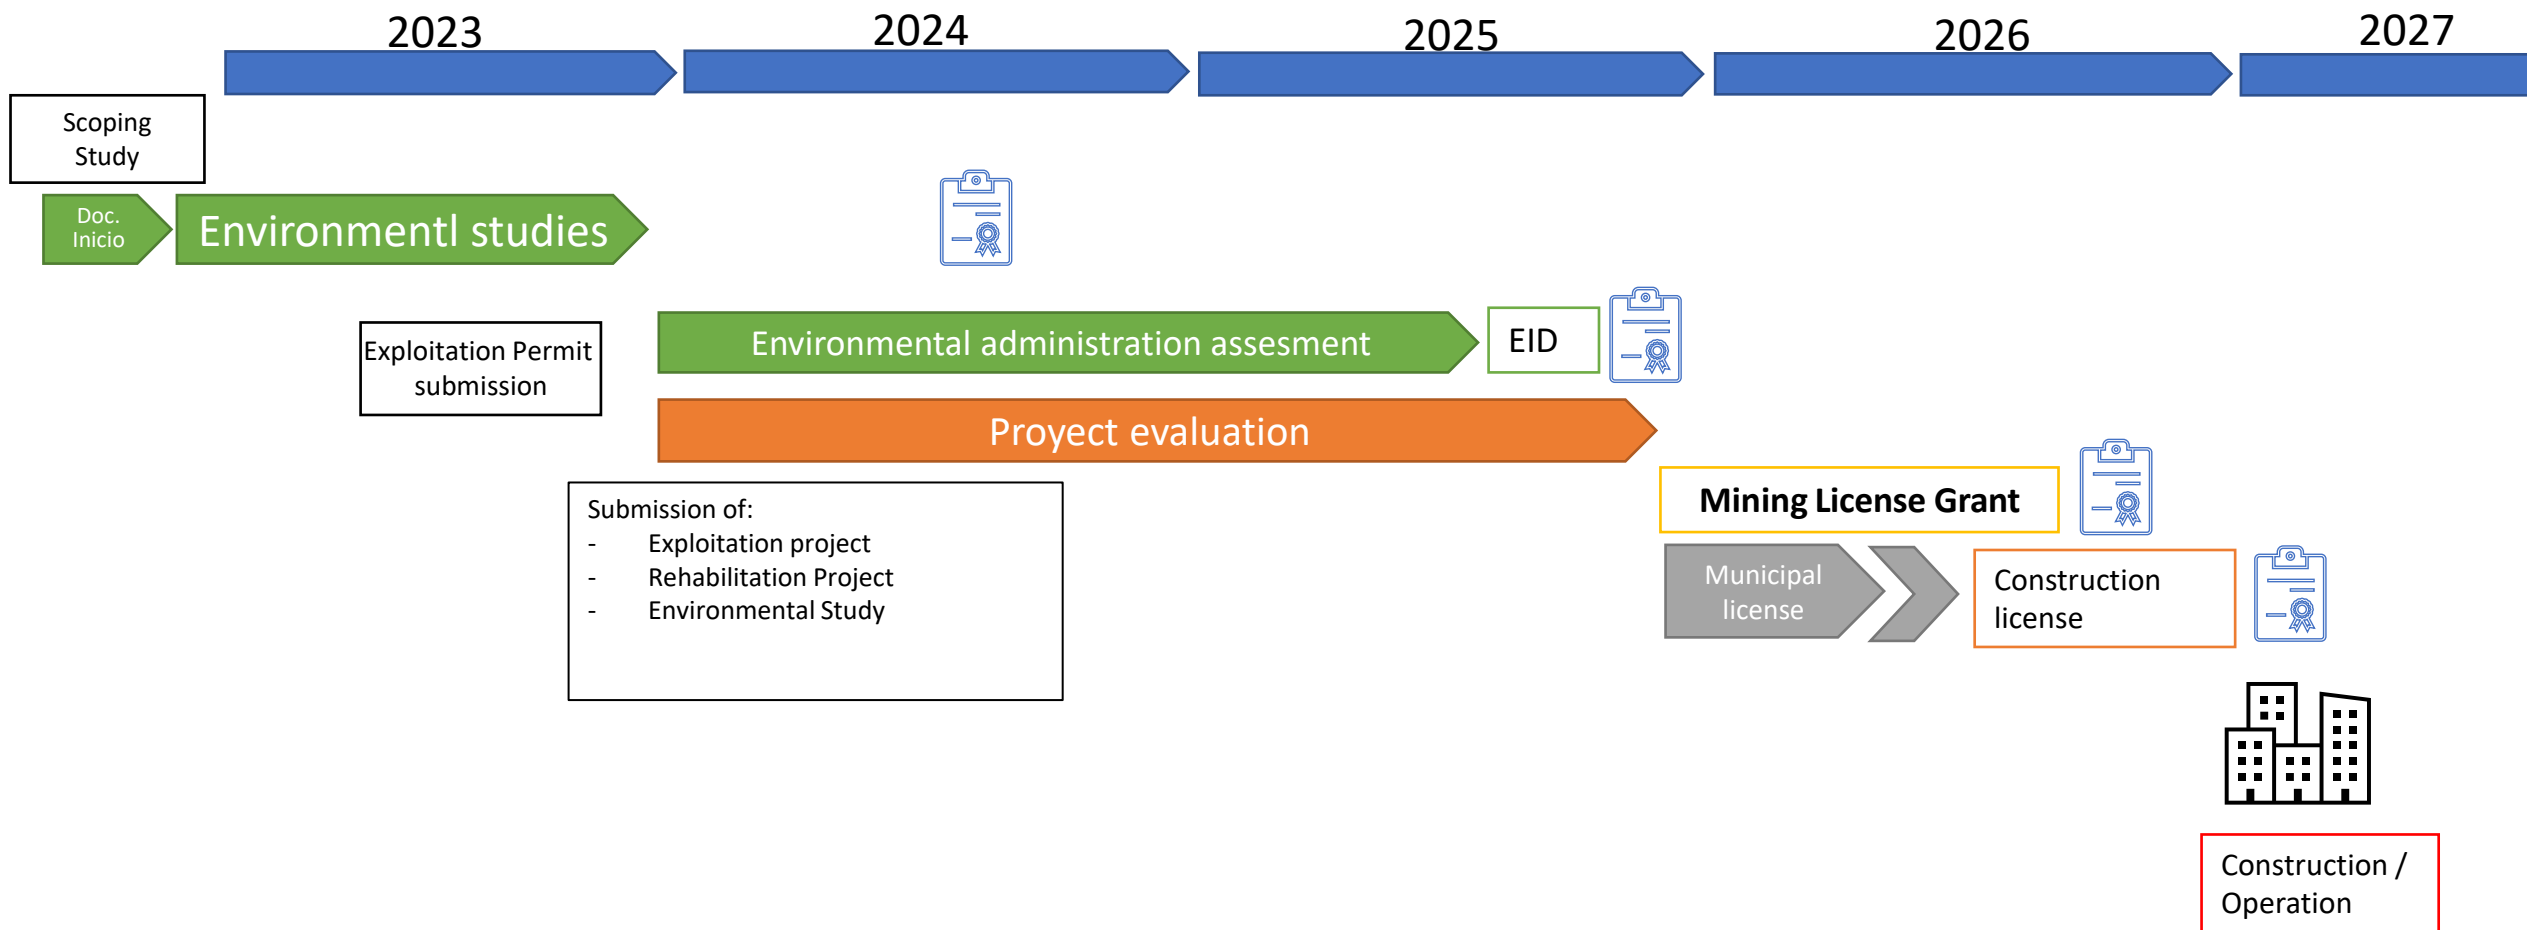 2023
2024
2025
2026
2027
Scoping
Study
Doc.
Inicio
Environmentl studies
Exploitation Permit
submission
Environmental administration assesment
EID
Proyect evaluation
Submission of:
- Exploitation project
- Rehabilitation Project
- Environmental Study
Mining License Grant
Municipal
license
Construction
license
Construction /
Operation